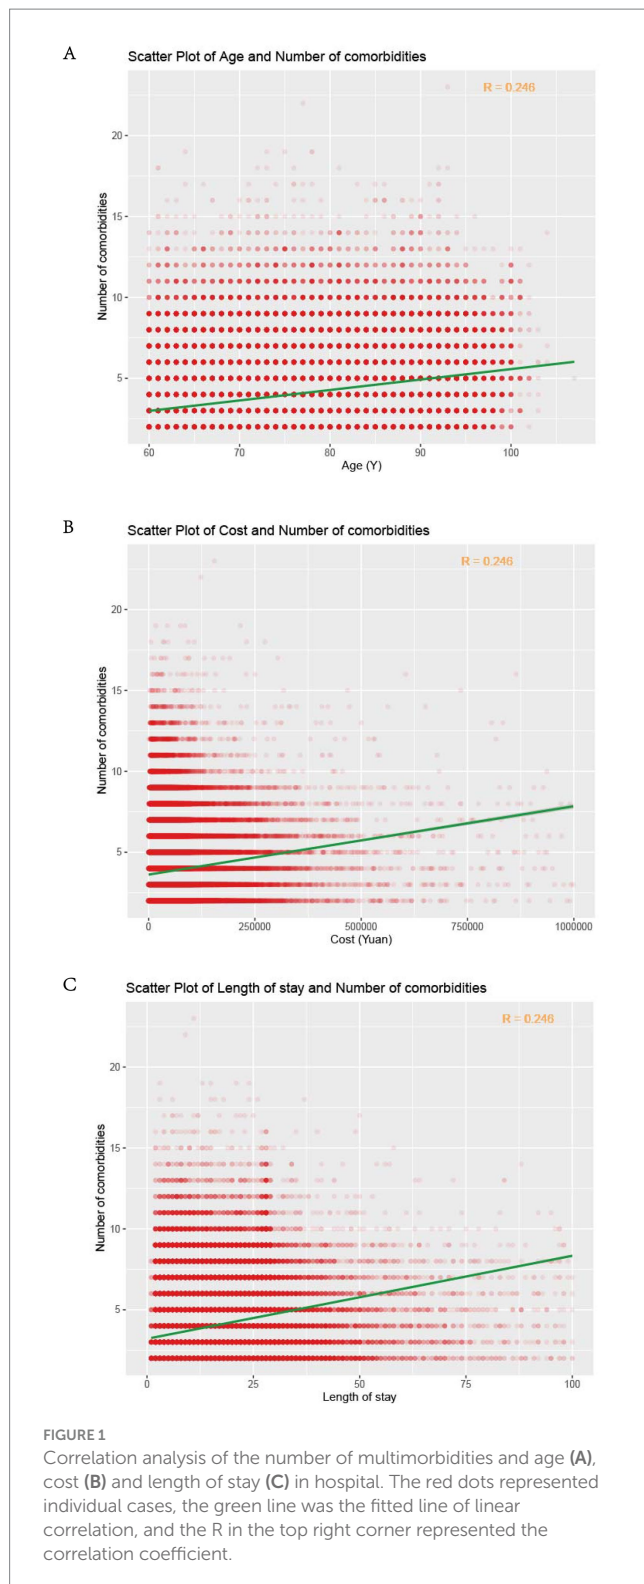 A
Scatter Plot of Age and Number of comorbidities
R = 0.246
20
15
10
5
Number of comorbidities
60
70
80
90
100
Age (Y)
B
Scatter Plot of Cost and Number of comorbidities
R = 0.246
20
15
10
5
Number of comorbidities
0
250000
500000
750000
1000000
Cost (Yuan)
C
Scatter Plot of Length of stay and Number of comorbidities
R = 0.246
20
15
10
5
Number of comorbidities
0
25
50
75
100
Length of stay
FIGURE 1
Correlation analysis of the number of multimorbidities and age (A),
cost (B) and length of stay (C) in hospital. The red dots represented
individual cases, the green line was the fitted line of linear
correlation, and the R in the top right corner represented the
correlation coefficient.